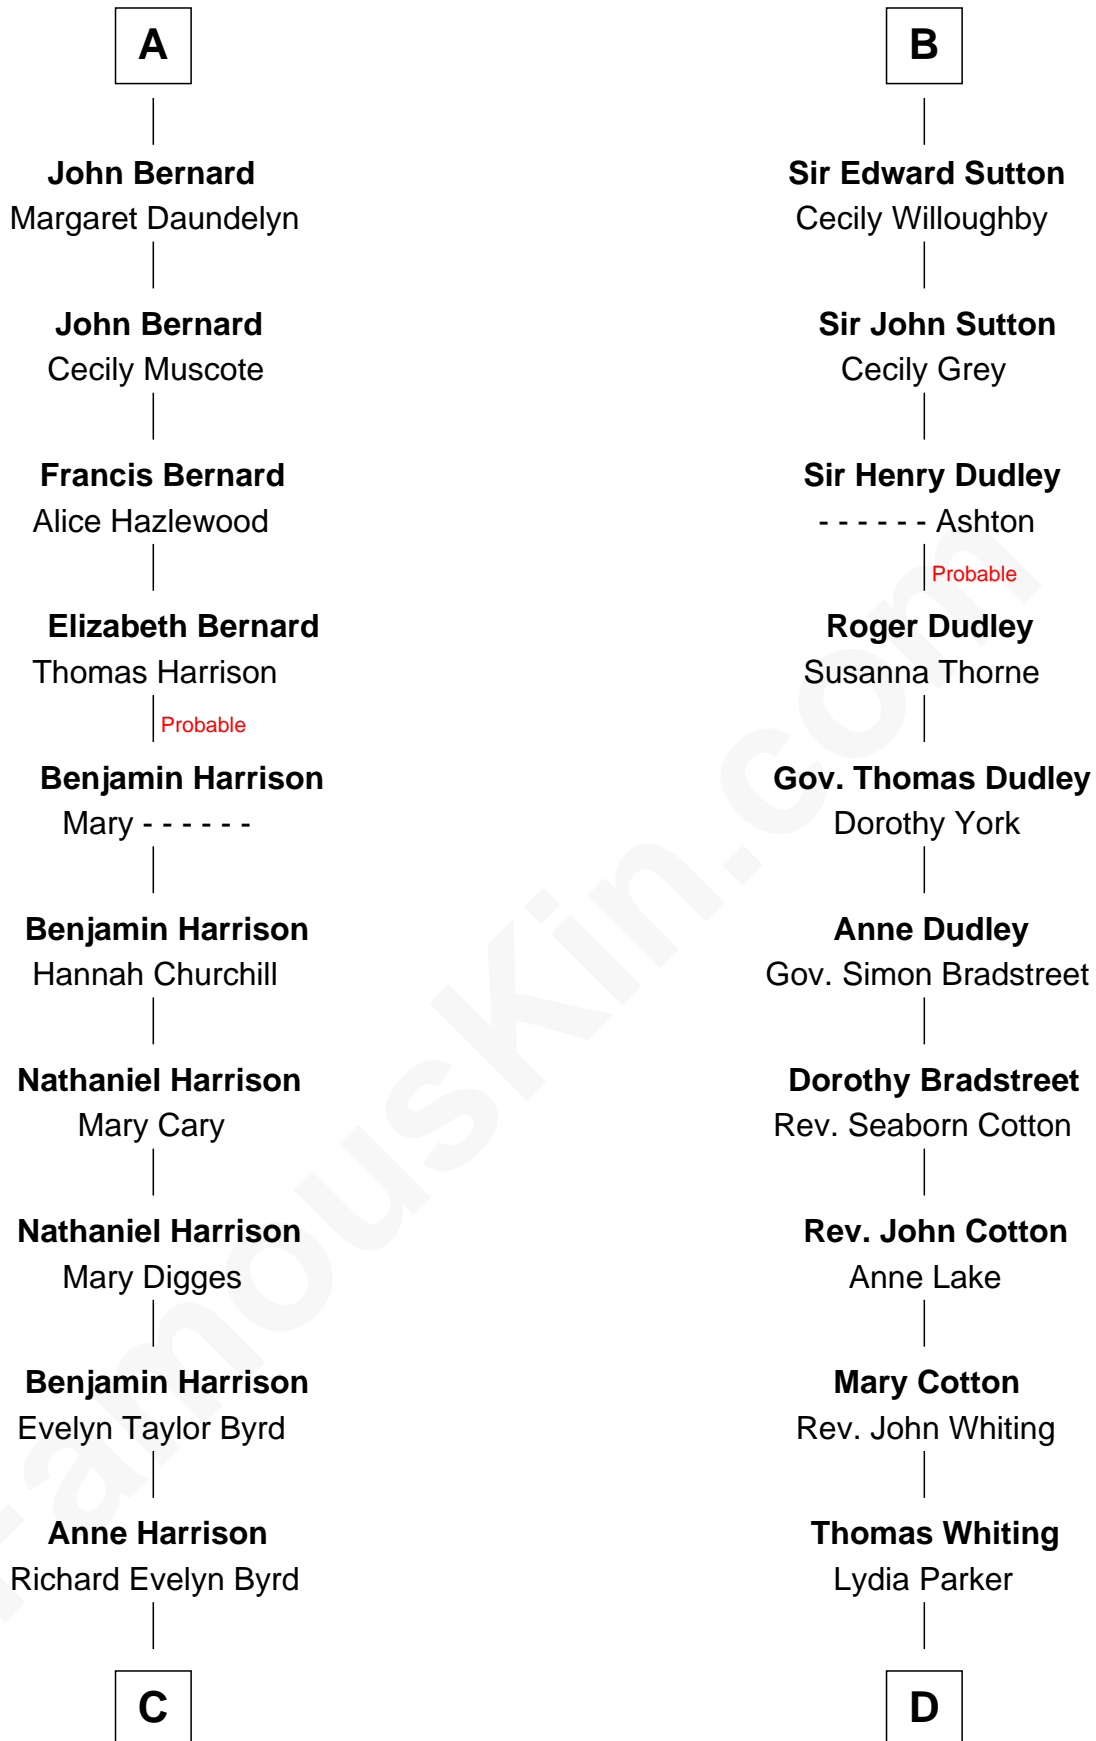 A
John Bernard
Margaret Daundelyn
John Bernard
Cecily Muscote
Francis Bernard
Alice Hazlewood
Elizabeth Bernard
Thomas Harrison
Probable
Benjamin Harrison
Mary - - - - - -
Benjamin Harrison
Hannah Churchill
Nathaniel Harrison
Mary Cary
Nathaniel Harrison
Mary Digges
Benjamin Harrison
Evelyn Taylor Byrd
Anne Harrison
Richard Evelyn Byrd
C
B
Sir Edward Sutton
Cecily Willoughby
Sir John Sutton
Cecily Grey
Sir Henry Dudley
- - - - - - Ashton
Probable
Roger Dudley
Susanna Thorne
Gov. Thomas Dudley
Dorothy York
Anne Dudley
Gov. Simon Bradstreet
Dorothy Bradstreet
Rev. Seaborn Cotton
Rev. John Cotton
Anne Lake
Mary Cotton
Rev. John Whiting
Thomas Whiting
Lydia Parker
D
FamousKin.com